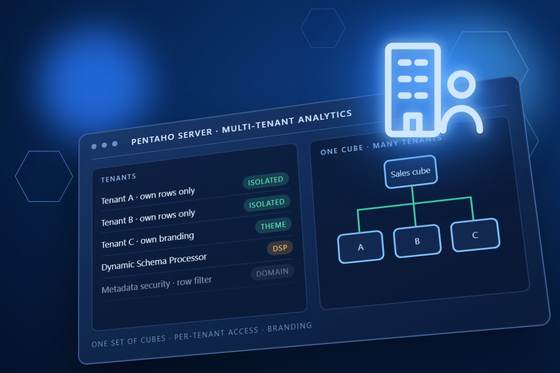 PENTAHO SERVER · MULTI-TENANT ANALYTICS
TENANTS
Tenant A · own rows only
ISOLATED
Tenant B · own rows only
ISOLATED
Tenant C · own branding
THEME
Dynamic Schema Processor
DSP
Metadata security · row filter
DOMAIN
ONE CUBE · MANY TENANTS
Sales cube
A
B
C
ONE SET OF CUBES · PER-TENANT ACCESS · BRANDING